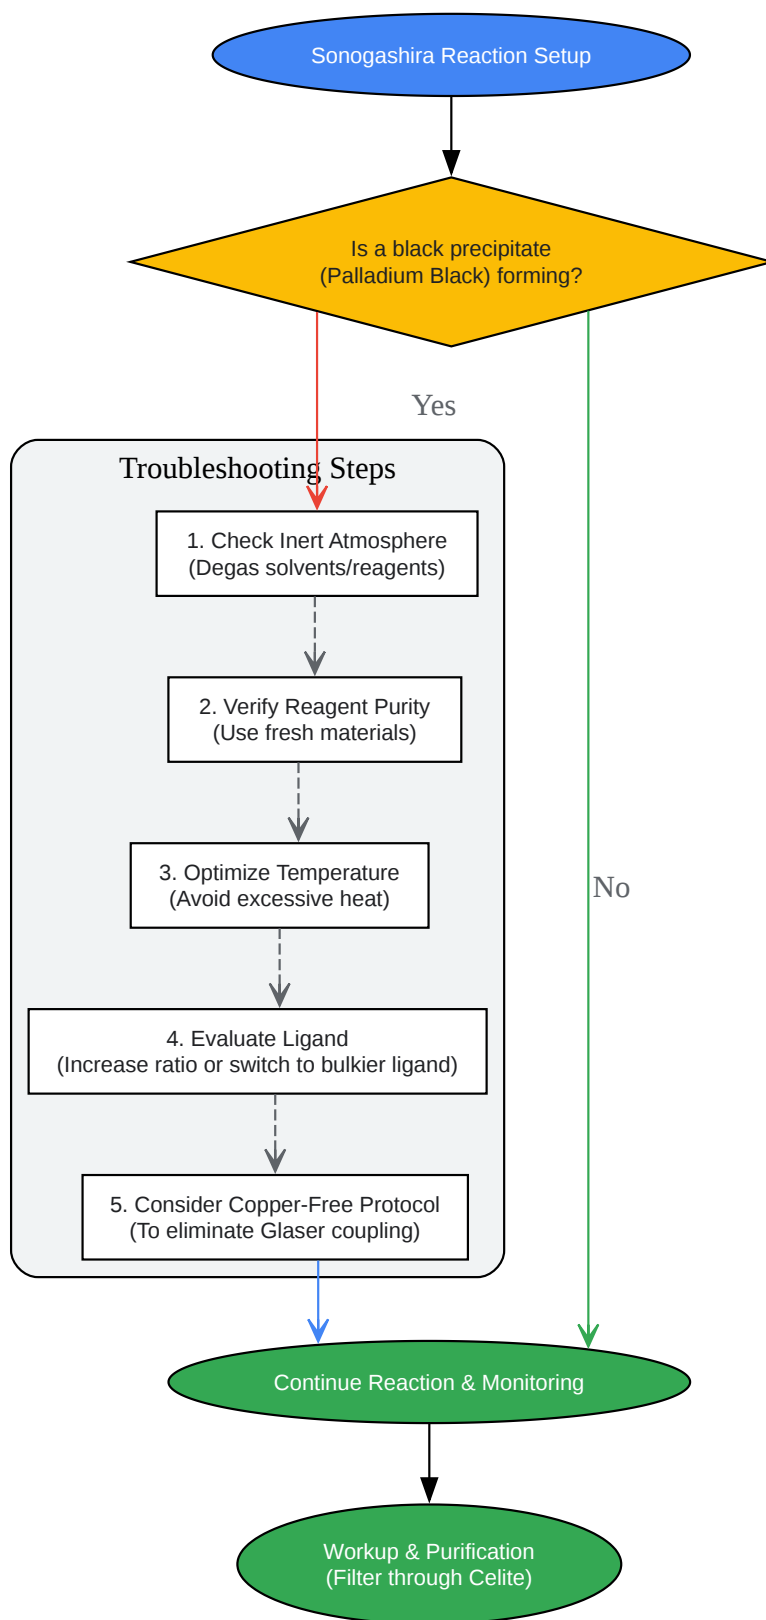 Sonogashira Reaction Setup
Is a black precipitate
(Palladium Black) forming?
Yes
Troubleshooting Steps
1. Check Inert Atmosphere
(Degas solvents/reagents)
2. Verify Reagent Purity
(Use fresh materials)
3. Optimize Temperature
(Avoid excessive heat)
No
4. Evaluate Ligand
(Increase ratio or switch to bulkier ligand)
5. Consider Copper-Free Protocol
(To eliminate Glaser coupling)
Continue Reaction & Monitoring
Workup & Purification
(Filter through Celite)